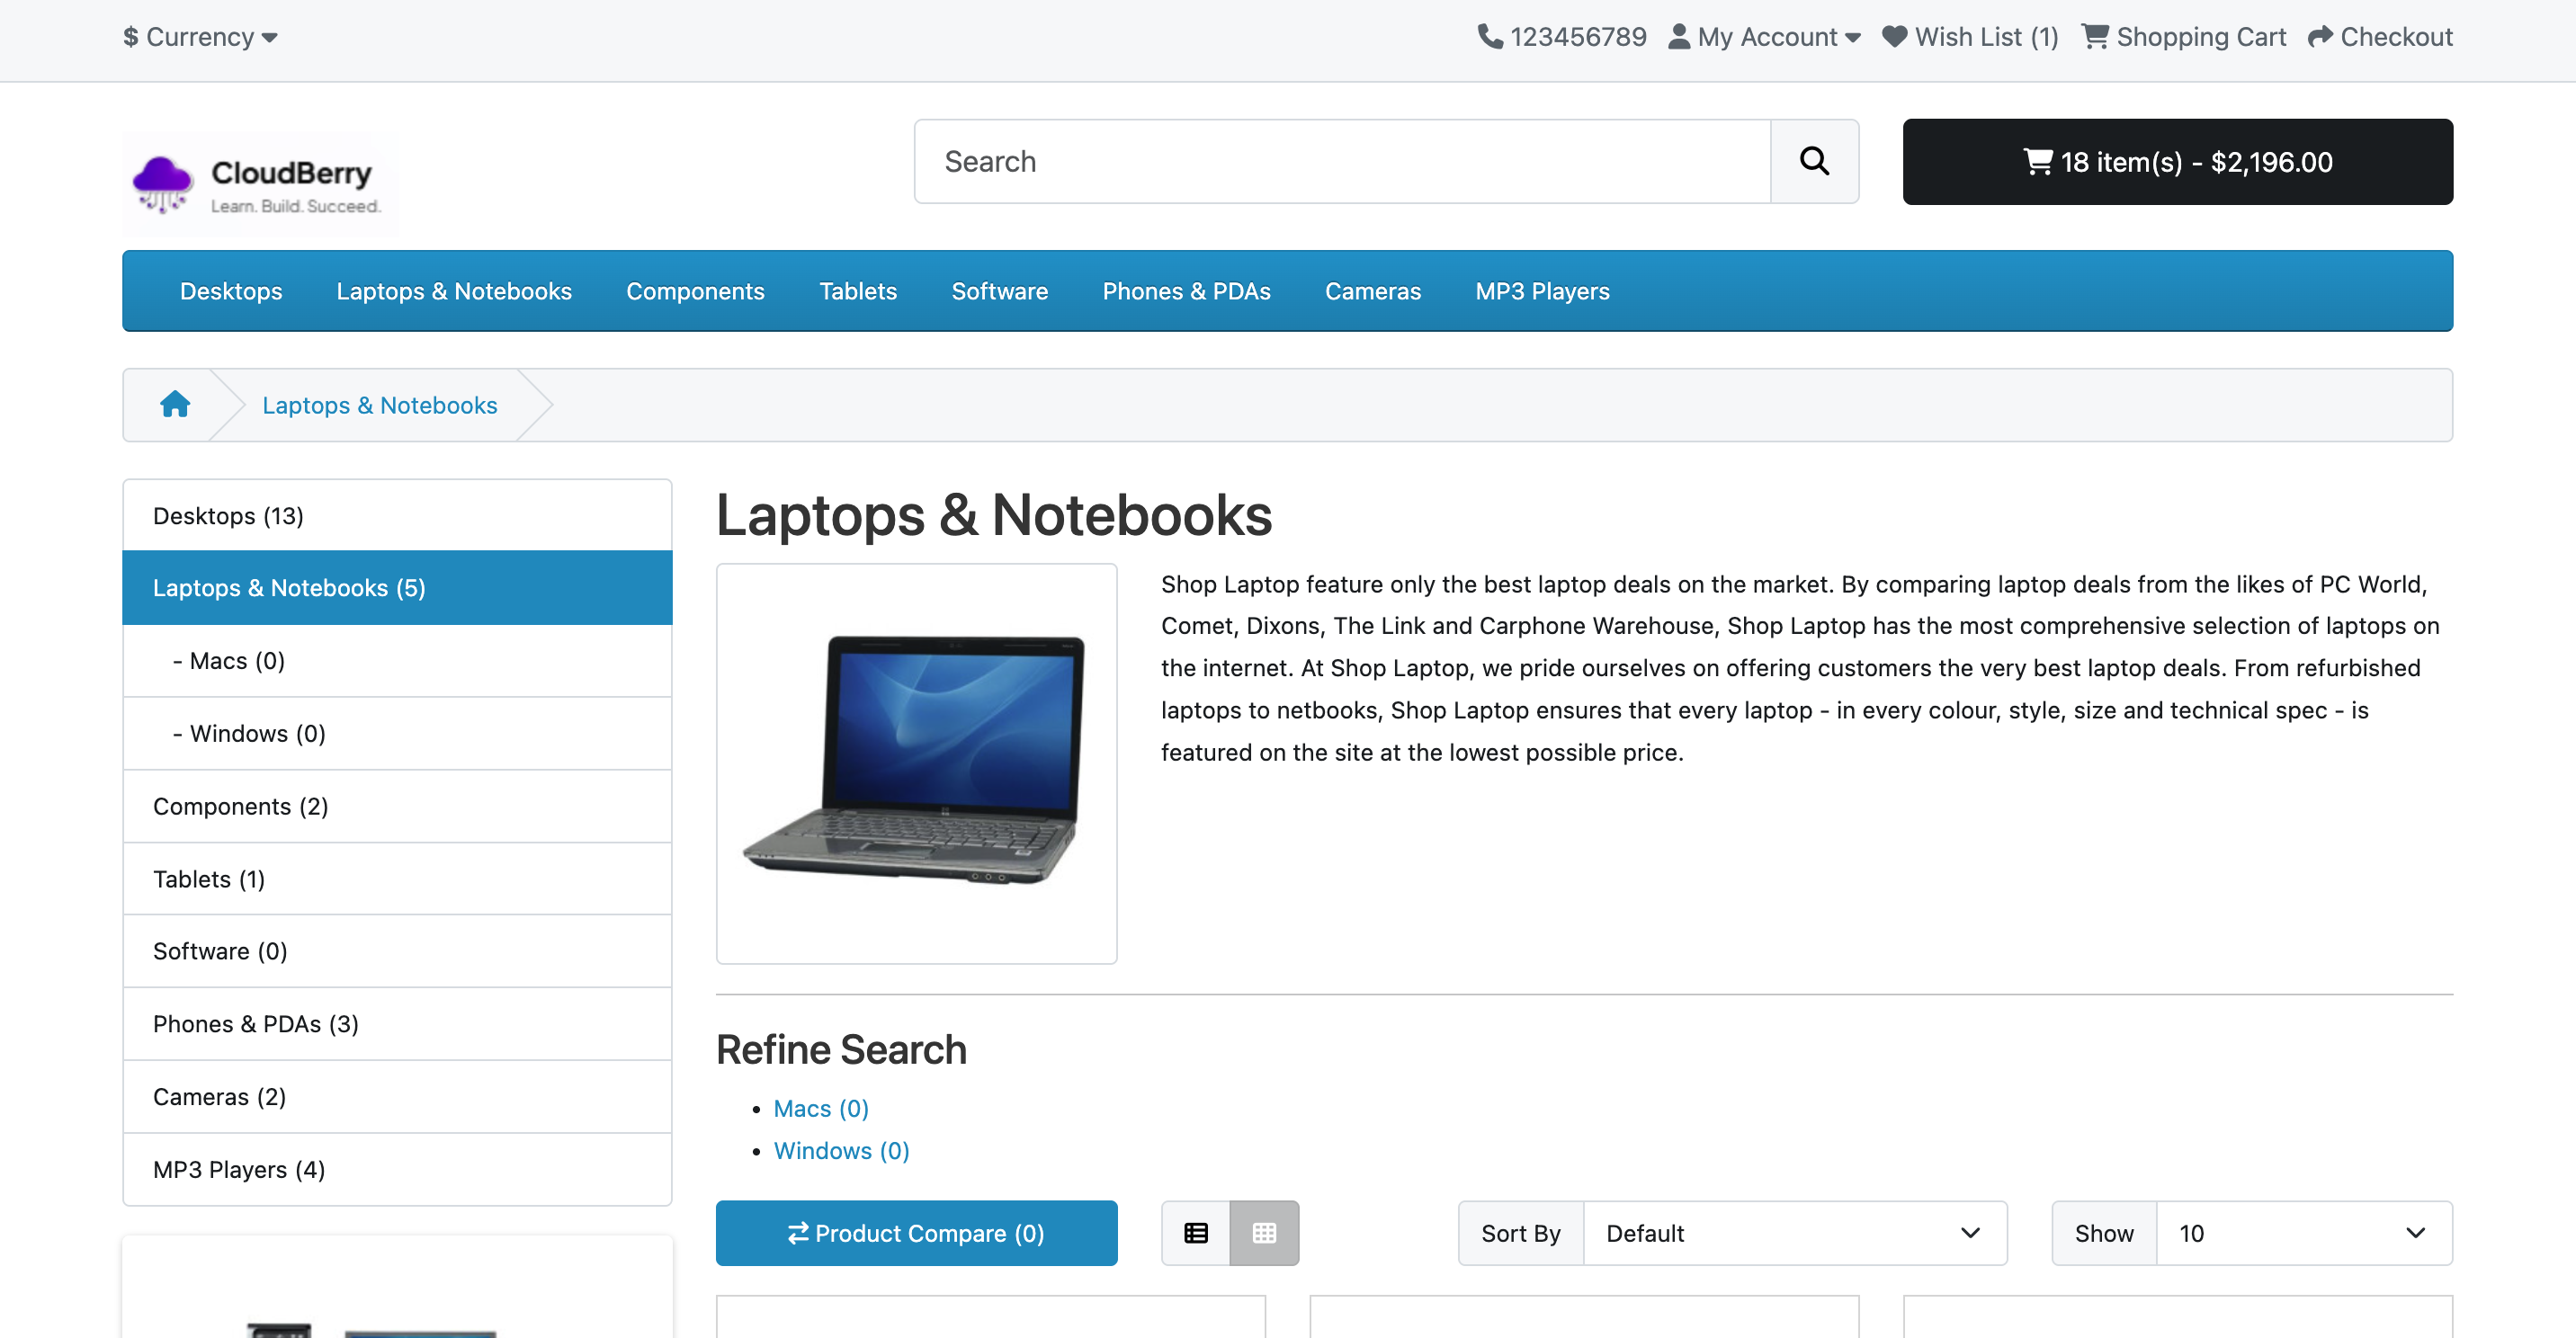 $ Currency
123456789 My Account Wish List (1) Shopping Cart Checkout
CloudBerry
Learn. Build. Succeed.
Search
18 item(s) - $2,196.00
Desktops Laptops & Notebooks Components Tablets Software Phones & PDAs Cameras MP3 Players
Laptops & Notebooks
Desktops (13)
Laptops & Notebooks (5)
- Macs (0)
- Windows (0)
Components (2)
Tablets (1)
Software (0)
Phones & PDAs (3)
Cameras (2)
MP3 Players (4)
Laptops & Notebooks
Shop Laptop feature only the best laptop deals on the market. By comparing laptop deals from the likes of PC World,
Comet, Dixons, The Link and Carphone Warehouse, Shop Laptop has the most comprehensive selection of laptops on
the internet. At Shop Laptop, we pride ourselves on offering customers the very best laptop deals. From refurbished
laptops to netbooks, Shop Laptop ensures that every laptop - in every colour, style, size and technical spec - is
featured on the site at the lowest possible price.
Refine Search
Macs (0)
Windows (0)
Product Compare (0)
Sort By Default
Show 10